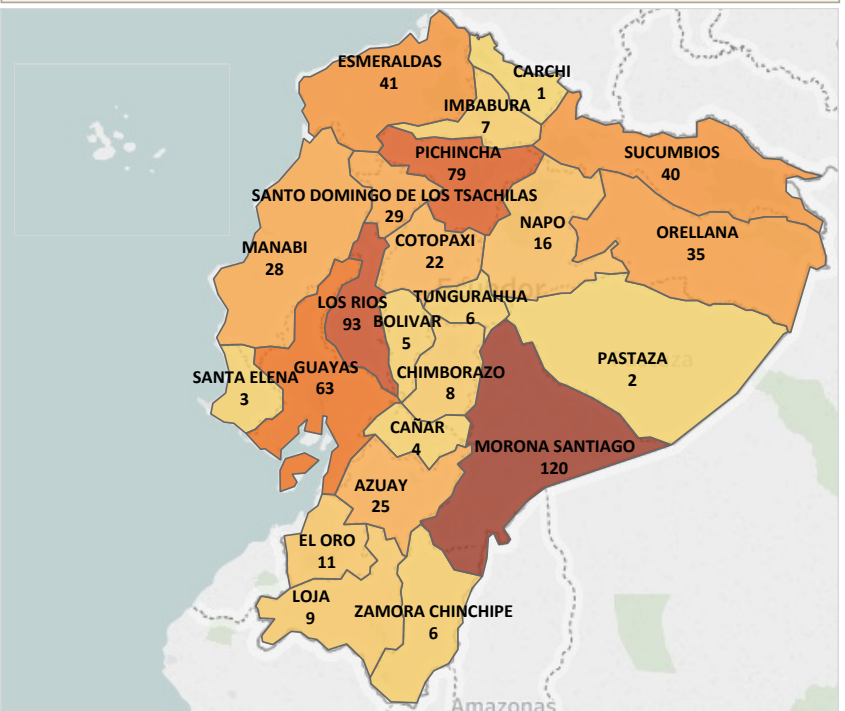 ESMERALDAS
41
CARCHI
1
IMBABURA
7
PICHINCHA
79
SUCUMBIOS
40
SANTO DOMINGO DE LOS TSACHILAS
29
NAPO
16
ORELLANA
35
MANABI
28
COTOPAXI
22
LOS RIOS
93
TUNGURAHUA
6
BOLIVAR
5
PASTAZA
2
SANTA ELENA
3
GUAYAS
63
CHIMBORAZO
8
CAÑAR
4
MORONA SANTIAGO
120
AZUAY
25
EL ORO
11
LOJA
9
ZAMORA CHINCHIPE
6
Amazonas